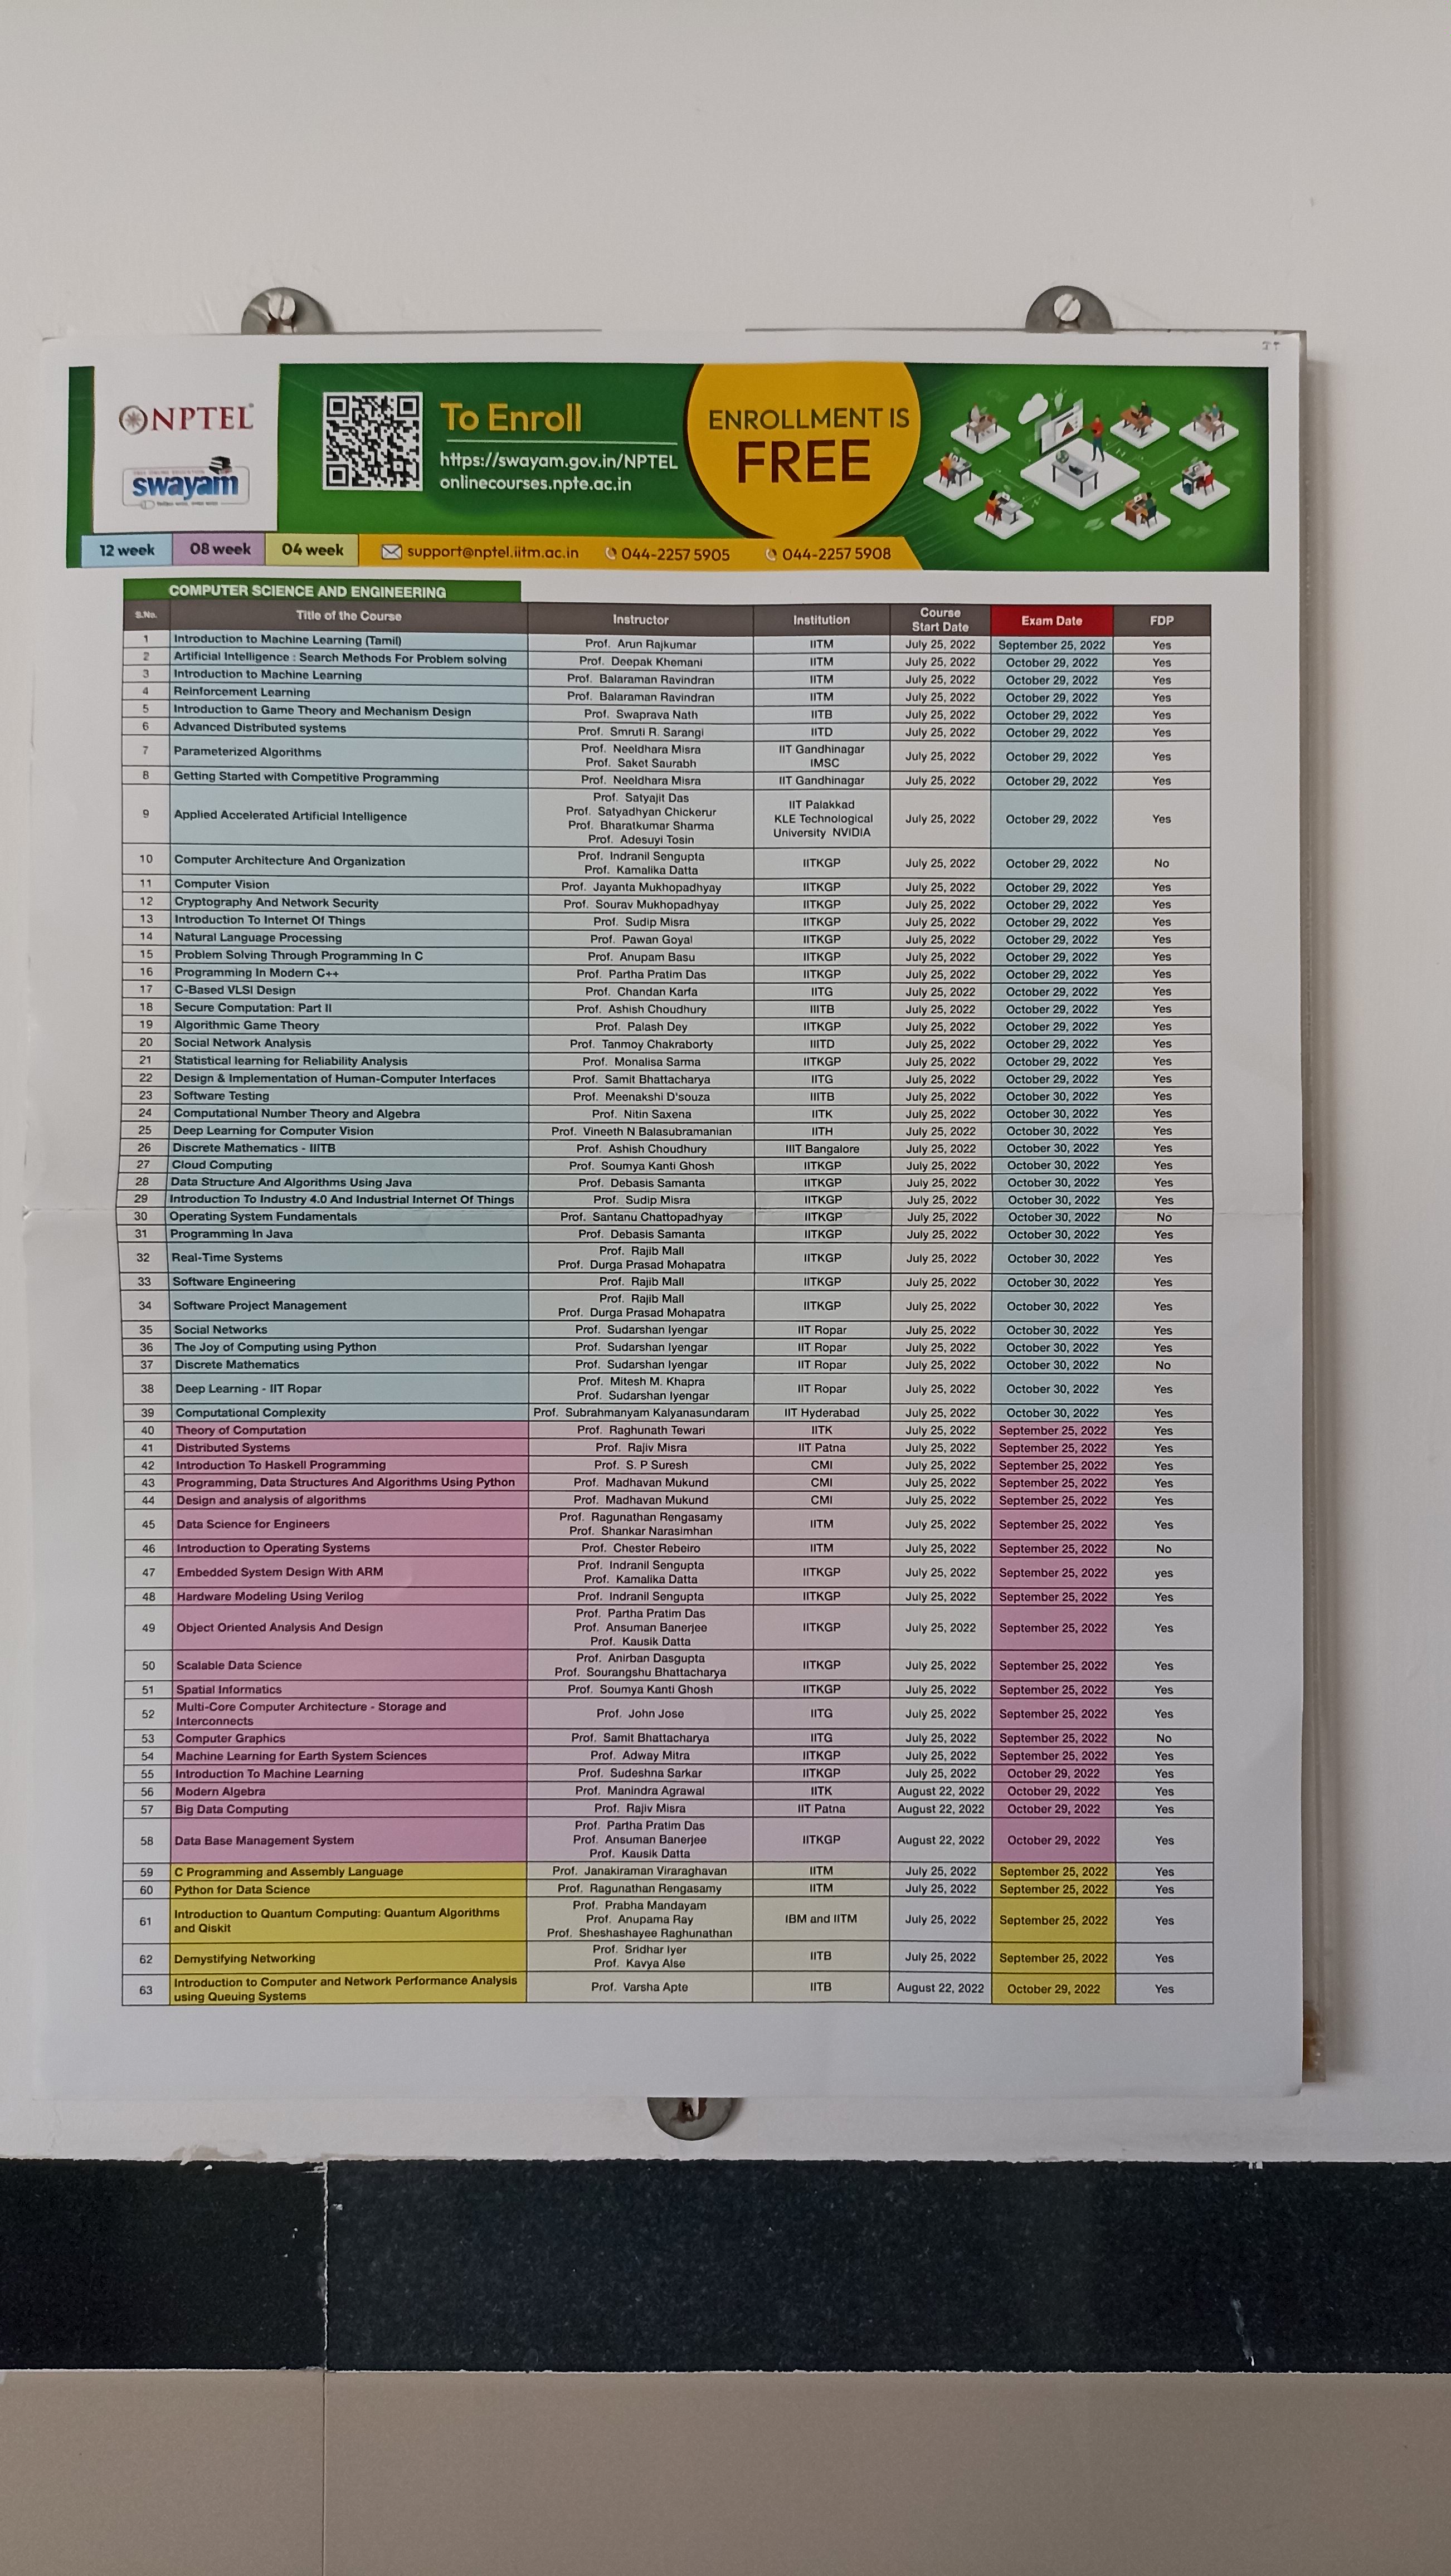 NPTEL
swayam
To Enroll
https://swayam.gov.in/NPTEL
onlinecourses.npte.ac.in
ENROLLMENT IS
FREE
12 week 08 week 04 week support@nptel.iitm.ac.in 044-2257 5905 044-2257 5908
COMPUTER SCIENCE AND ENGINEERING
S.No. Title of the Course Instructor Institution Course Start Date Exam Date FDP
1 Introduction to Machine Learning (Tamil) Prof. Arun Rajkumar IITM July 25, 2022 September 25, 2022 Yes
2 Artificial Intelligence : Search Methods For Problem solving Prof. Deepak Khemani IITM July 25, 2022 October 29, 2022 Yes
3 Introduction to Machine Learning Prof. Balaraman Ravindran IITM July 25, 2022 October 29, 2022 Yes
4 Reinforcement Learning Prof. Balaraman Ravindran IITM July 25, 2022 October 29, 2022 Yes
5 Introduction to Game Theory and Mechanism Design Prof. Swaprava Nath IITB July 25, 2022 October 29, 2022 Yes
6 Advanced Distributed systems Prof. Smruti R. Sarangi IITD July 25, 2022 October 29, 2022 Yes
7 Parameterized Algorithms Prof. Neeldhara Misra Prof. Saket Saurabh IIT Gandhinagar IMSC July 25, 2022 October 29, 2022 Yes
8 Getting Started with Competitive Programming Prof. Neeldhara Misra IIT Gandhinagar July 25, 2022 October 29, 2022 Yes
9 Applied Accelerated Artificial Intelligence Prof. Satyajit Das Prof. Satyadhyan Chickerur Prof. Bharatkumar Sharma Prof. Adesuyi Tosin IIT Palakkad KLE Technological University NVIDIA July 25, 2022 October 29, 2022 Yes
10 Computer Architecture And Organization Prof. Indranil Sengupta Prof. Kamalika Datta IITKGP July 25, 2022 October 29, 2022 No
11 Computer Vision Prof. Jayanta Mukhopadhyay IITKGP July 25, 2022 October 29, 2022 Yes
12 Cryptography And Network Security Prof. Sourav Mukhopadhyay IITKGP July 25, 2022 October 29, 2022 Yes
13 Introduction To Internet Of Things Prof. Sudip Misra IITKGP July 25, 2022 October 29, 2022 Yes
14 Natural Language Processing Prof. Pawan Goyal IITKGP July 25, 2022 October 29, 2022 Yes
15 Problem Solving Through Programming In C Prof. Anupam Basu IITKGP July 25, 2022 October 29, 2022 Yes
16 Programming In Modern C++ Prof. Partha Pratim Das IITKGP July 25, 2022 October 29, 2022 Yes
17 C-Based VLSI Design Prof. Chandan Karfa IITG July 25, 2022 October 29, 2022 Yes
18 Secure Computation: Part II Prof. Ashish Choudhury IIITB July 25, 2022 October 29, 2022 Yes
19 Algorithmic Game Theory Prof. Palash Dey IITKGP July 25, 2022 October 29, 2022 Yes
20 Social Network Analysis Prof. Tanmoy Chakraborty IIITD July 25, 2022 October 29, 2022 Yes
21 Statistical learning for Reliability Analysis Prof. Monalisa Sarma IITKGP July 25, 2022 October 29, 2022 Yes
22 Design & Implementation of Human-Computer Interfaces Prof. Samit Bhattacharya IITG July 25, 2022 October 29, 2022 Yes
23 Software Testing Prof. Meenakshi D'souza IIITB July 25, 2022 October 30, 2022 Yes
24 Computational Number Theory and Algebra Prof. Nitin Saxena IITK July 25, 2022 October 30, 2022 Yes
25 Deep Learning for Computer Vision Prof. Vineeth N Balasubramanian IITH July 25, 2022 October 30, 2022 Yes
26 Discrete Mathematics - IIITB Prof. Ashish Choudhury IIIT Bangalore July 25, 2022 October 30, 2022 Yes
27 Cloud Computing Prof. Soumya Kanti Ghosh IITKGP July 25, 2022 October 30, 2022 Yes
28 Data Structure And Algorithms Using Java Prof. Debasis Samanta IITKGP July 25, 2022 October 30, 2022 Yes
29 Introduction To Industry 4.0 And Industrial Internet Of Things Prof. Sudip Misra IITKGP July 25, 2022 October 30, 2022 Yes
30 Operating System Fundamentals Prof. Santanu Chattopadhyay IITKGP July 25, 2022 October 30, 2022 No
31 Programming In Java Prof. Debasis Samanta IITKGP July 25, 2022 October 30, 2022 Yes
32 Real-Time Systems Prof. Rajib Mall Prof. Durga Prasad Mohapatra IITKGP July 25, 2022 October 30, 2022 Yes
33 Software Engineering Prof. Rajib Mall IITKGP July 25, 2022 October 30, 2022 Yes
34 Software Project Management Prof. Rajib Mall Prof. Durga Prasad Mohapatra IITKGP July 25, 2022 October 30, 2022 Yes
35 Social Networks Prof. Sudarshan Iyengar IIT Ropar July 25, 2022 October 30, 2022 Yes
36 The Joy of Computing using Python Prof. Sudarshan Iyengar IIT Ropar July 25, 2022 October 30, 2022 Yes
37 Discrete Mathematics Prof. Sudarshan Iyengar IIT Ropar July 25, 2022 October 30, 2022 No
38 Deep Learning - IIT Ropar Prof. Mitesh M. Khapra Prof. Sudarshan Iyengar IIT Ropar July 25, 2022 October 30, 2022 Yes
39 Computational Complexity Prof. Subrahmanyam Kalyanasundaram IIT Hyderabad July 25, 2022 October 30, 2022 Yes
40 Theory of Computation Prof. Raghunath Tewari IITK July 25, 2022 September 25, 2022 Yes
41 Distributed Systems Prof. Rajiv Misra IIT Patna July 25, 2022 September 25, 2022 Yes
42 Introduction To Haskell Programming Prof. S. P Suresh CMI July 25, 2022 September 25, 2022 Yes
43 Programming, Data Structures And Algorithms Using Python Prof. Madhavan Mukund CMI July 25, 2022 September 25, 2022 Yes
44 Design and analysis of algorithms Prof. Madhavan Mukund CMI July 25, 2022 September 25, 2022 Yes
45 Data Science for Engineers Prof. Ragunathan Rengasamy Prof. Shankar Narasimhan IITM July 25, 2022 September 25, 2022 Yes
46 Introduction to Operating Systems Prof. Chester Rebeiro IITM July 25, 2022 September 25, 2022 No
47 Embedded System Design With ARM Prof. Indranil Sengupta Prof. Kamalika Datta IITKGP July 25, 2022 September 25, 2022 yes
48 Hardware Modeling Using Verilog Prof. Indranil Sengupta IITKGP July 25, 2022 September 25, 2022 Yes
49 Object Oriented Analysis And Design Prof. Partha Pratim Das Prof. Ansuman Banerjee Prof. Kausik Datta IITKGP July 25, 2022 September 25, 2022 Yes
50 Scalable Data Science Prof. Anirban Dasgupta Prof. Sourangshu Bhattacharya IITKGP July 25, 2022 September 25, 2022 Yes
51 Spatial Informatics Prof. Soumya Kanti Ghosh IITKGP July 25, 2022 September 25, 2022 Yes
52 Multi-Core Computer Architecture - Storage and Interconnects Prof. John Jose IITG July 25, 2022 September 25, 2022 Yes
53 Computer Graphics Prof. Samit Bhattacharya IITG July 25, 2022 September 25, 2022 No
54 Machine Learning for Earth System Sciences Prof. Adway Mitra IITKGP July 25, 2022 September 25, 2022 Yes
55 Introduction To Machine Learning Prof. Sudeshna Sarkar IITKGP July 25, 2022 October 29, 2022 Yes
56 Modern Algebra Prof. Manindra Agrawal IITK August 22, 2022 October 29, 2022 Yes
57 Big Data Computing Prof. Rajiv Misra IIT Patna August 22, 2022 October 29, 2022 Yes
58 Data Base Management System Prof. Partha Pratim Das Prof. Ansuman Banerjee Prof. Kausik Datta IITKGP August 22, 2022 October 29, 2022 Yes
59 C Programming and Assembly Language Prof. Janakiraman Viraraghavan IITM July 25, 2022 September 25, 2022 Yes
60 Python for Data Science Prof. Ragunathan Rengasamy IITM July 25, 2022 September 25, 2022 Yes
61 Introduction to Quantum Computing: Quantum Algorithms and Qiskit Prof. Prabha Mandayam Prof. Anupama Ray Prof. Sheshashayee Raghunathan IBM and IITM July 25, 2022 September 25, 2022 Yes
62 Demystifying Networking Prof. Sridhar Iyer Prof. Kavya Alse IITB July 25, 2022 September 25, 2022 Yes
63 Introduction to Computer and Network Performance Analysis using Queuing Systems Prof. Varsha Apte IITB August 22, 2022 October 29, 2022 Yes